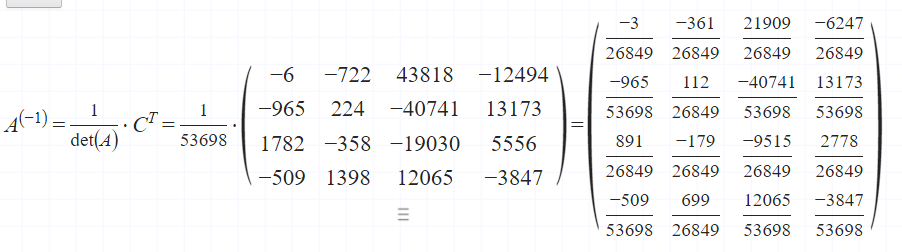 A^(−1) = 1/det(A) · C^T = 1/53698 · ( −6 −722 43818 −12494 ; −965 224 −40741 13173 ; 1782 −358 −19030 5556 ; −509 1398 12065 −3847 ) = ( −3/26849 −361/26849 21909/26849 −6247/26849 ; −965/53698 112/26849 −40741/53698 13173/53698 ; 891/26849 −179/26849 −9515/26849 2778/26849 ; −509/53698 699/26849 12065/53698 −3847/53698 )